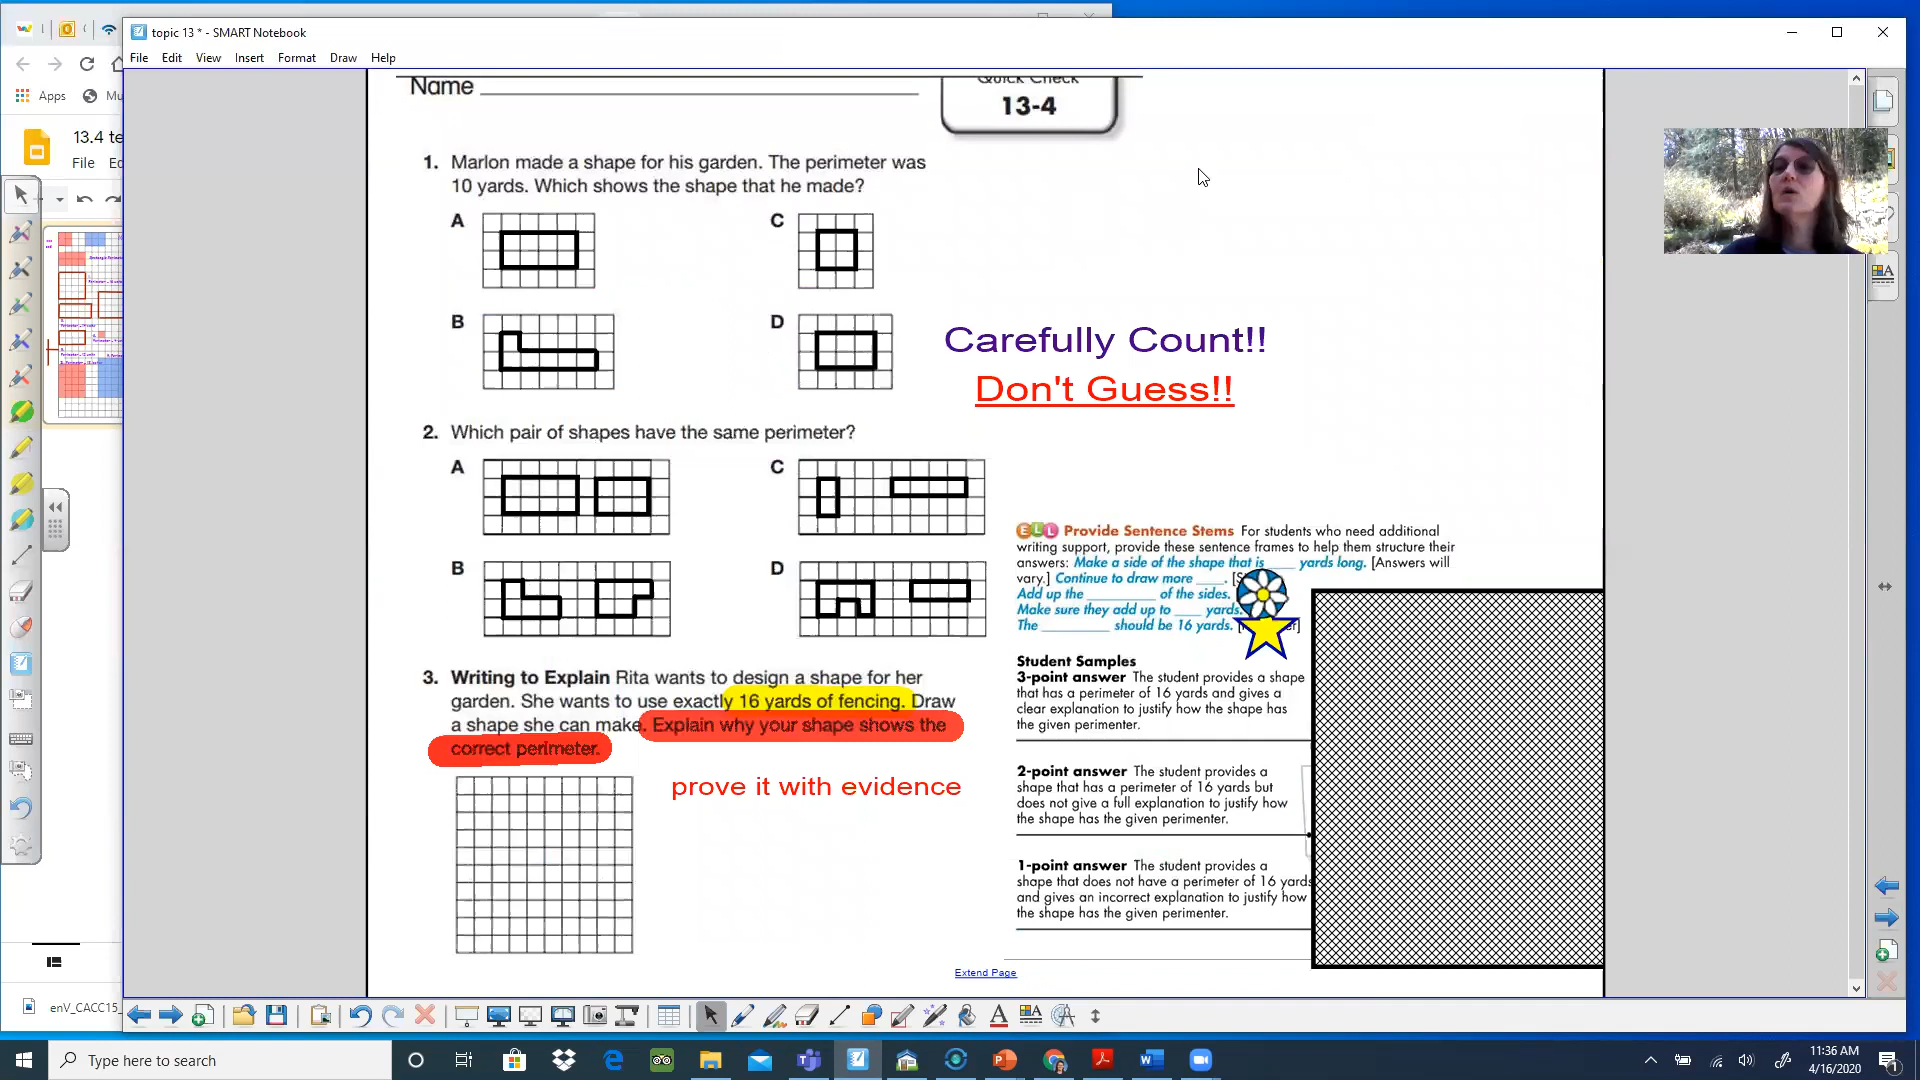 topic 13 * - SMART Notebook
File Edit View Insert Format Draw Help
Apps
13.4 te
File
Name
Quick Check
13-4
1. Marlon made a shape for his garden. The perimeter was
10 yards. Which shows the shape that he made?
A
C
B
D
Carefully Count!!
Don't Guess!!
2. Which pair of shapes have the same perimeter?
A
C
B
D
3. Writing to Explain Rita wants to design a shape for her
garden. She wants to use exactly 16 yards of fencing. Draw
a shape she can make. Explain why your shape shows the
correct perimeter.
prove it with evidence
ELL Provide Sentence Stems For students who need additional
writing support, provide these sentence frames to help them structure their
answers: Make a side of the shape that is ____ yards long. [Answers will
vary.] Continue to draw more ____. [S
Add up the __________ of the sides.
Make sure they add up to ____ yards.
The __________ should be 16 yards.
Student Samples
3-point answer The student provides a shape
that has a perimeter of 16 yards and gives a
clear explanation to justify how the shape has
the given perimenter.
2-point answer The student provides a
shape that has a perimeter of 16 yards but
does not give a full explanation to justify how
the shape has the given perimenter.
1-point answer The student provides a
shape that does not have a perimeter of 16 yards
and gives an incorrect explanation to justify how
the shape has the given perimenter.
Extend Page
enV_CACC15_
Type here to search
11:36 AM
4/16/2020